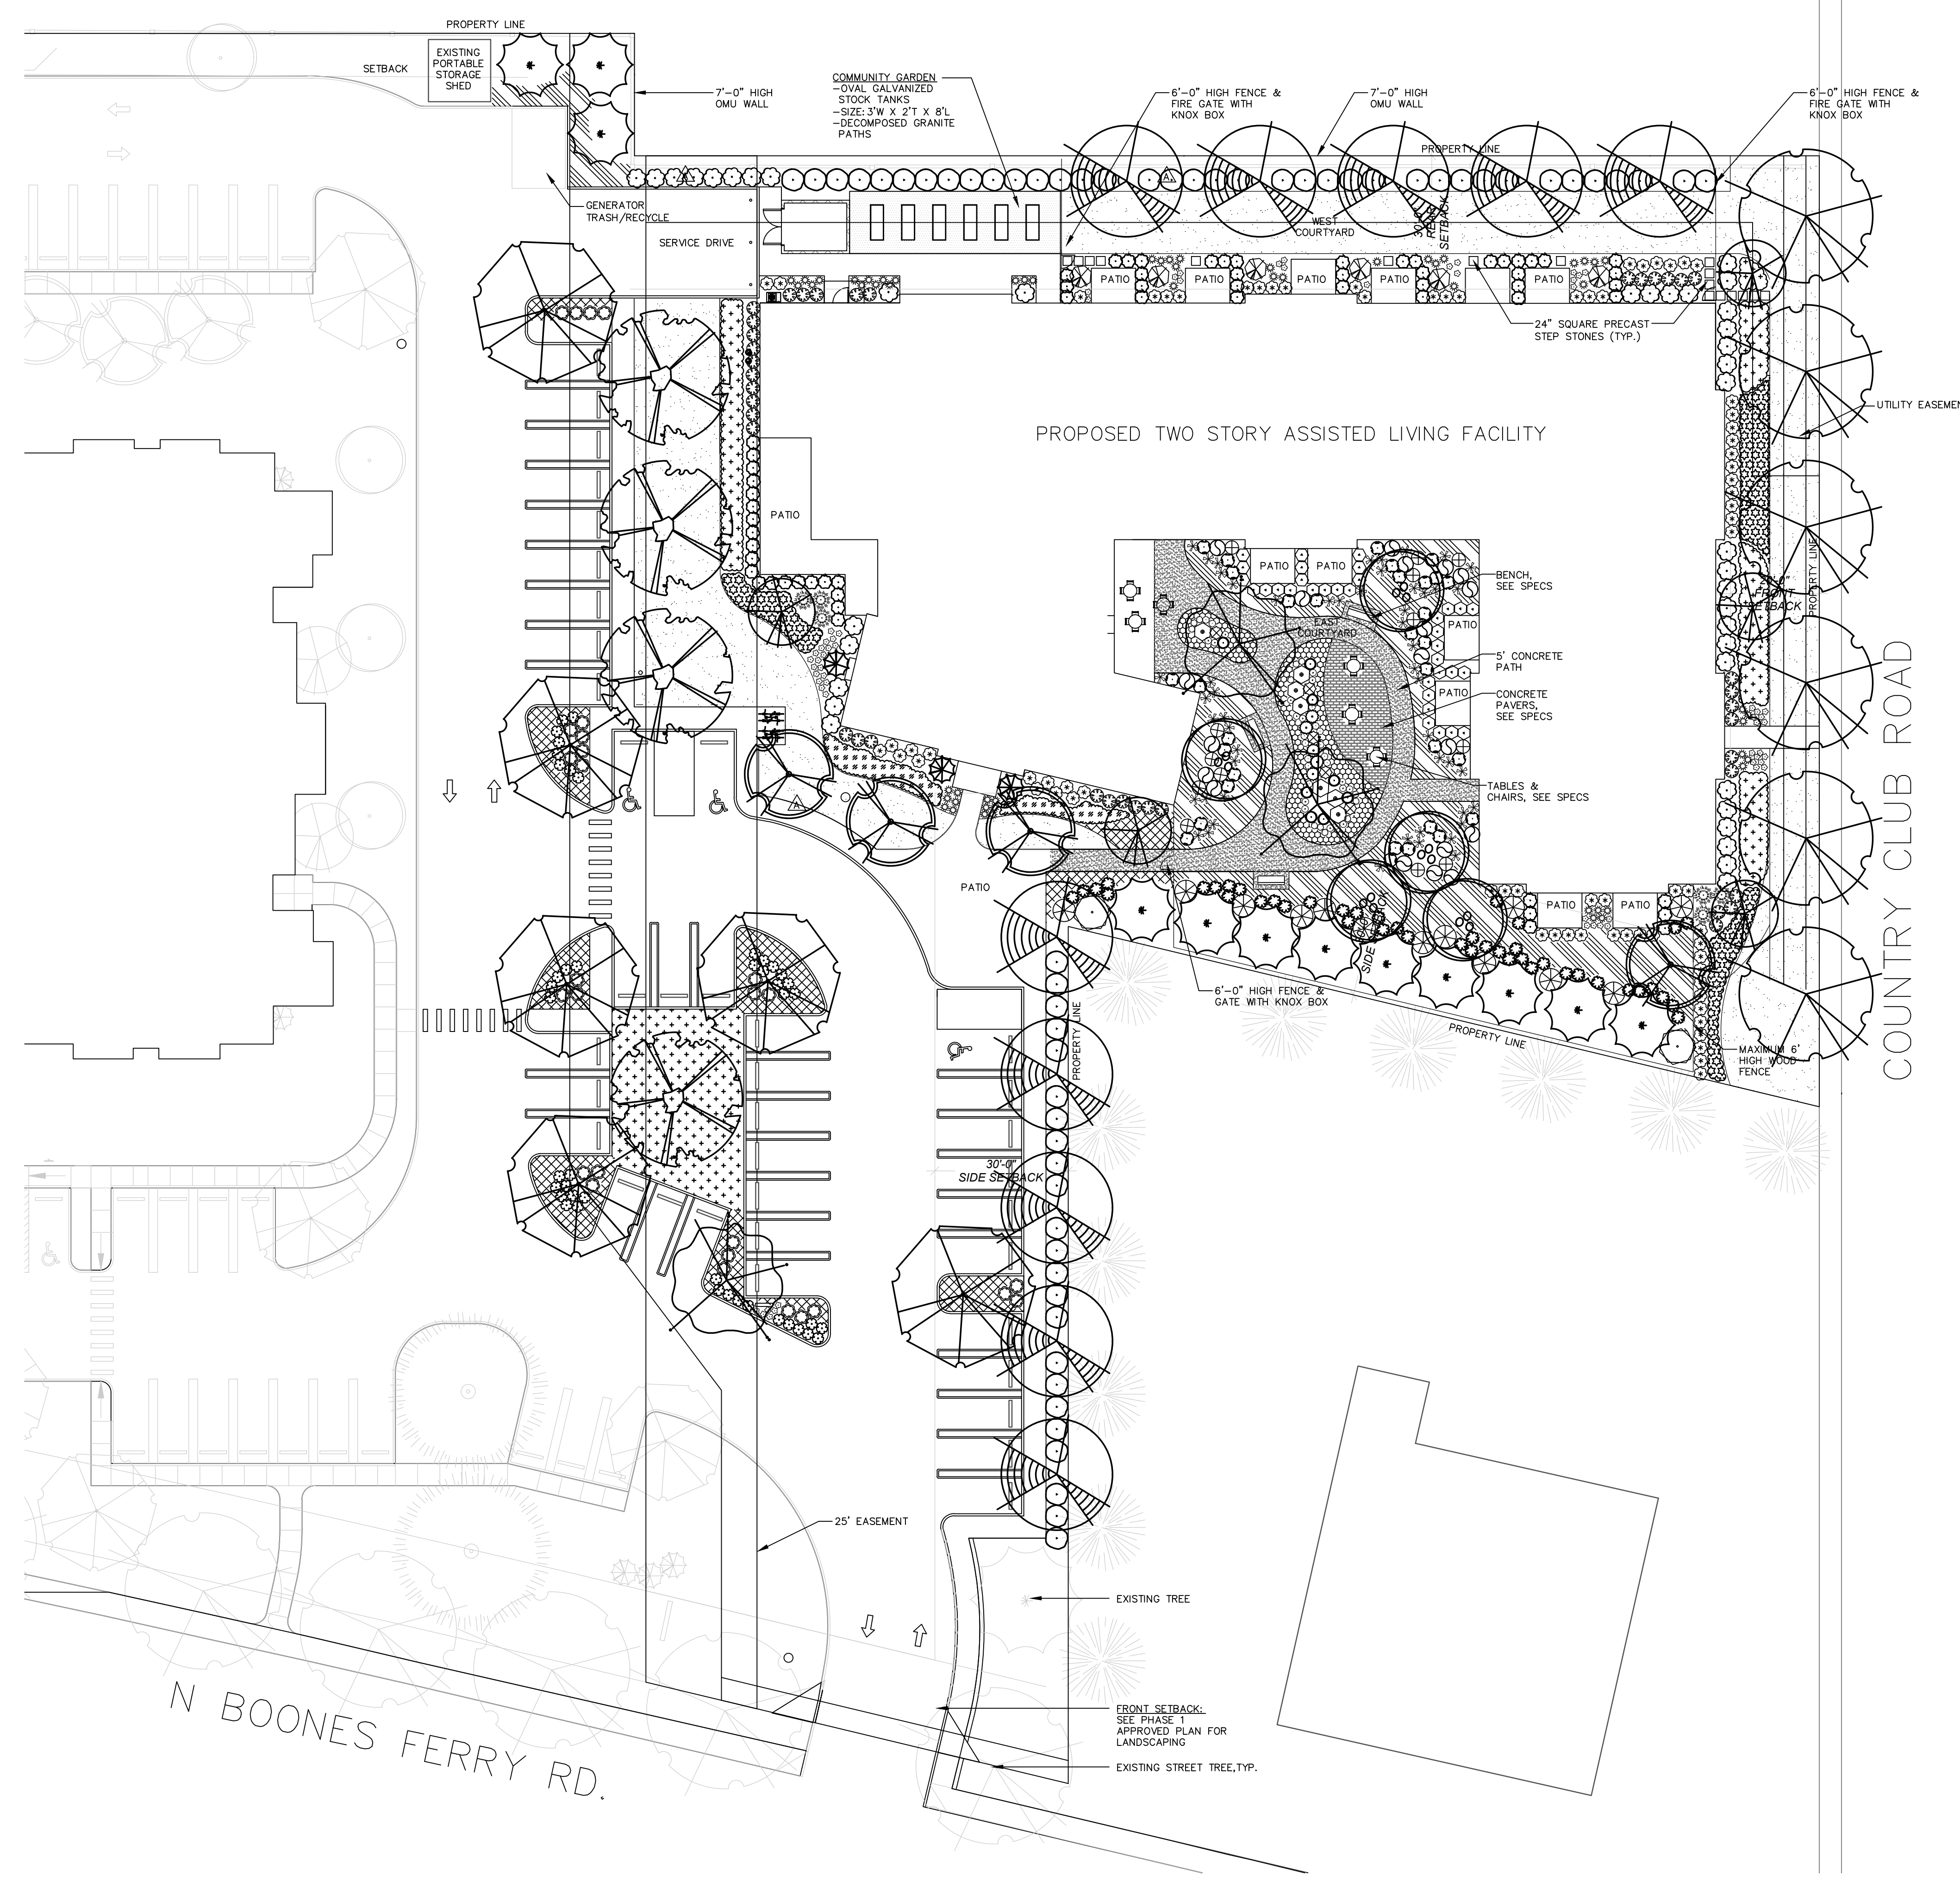 PROPERTY LINE
EXISTING
PORTABLE
STORAGE
SHED
SETBACK
7'-0" HIGH
OMU WALL
COMMUNITY GARDEN
-OVAL GALVANIZED
STOCK TANKS
-SIZE: 3'W X 2'T X 8'L
-DECOMPOSED GRANITE
PATHS
6'-0" HIGH FENCE &
FIRE GATE WITH
KNOX BOX
7'-0" HIGH
OMU WALL
6'-0" HIGH FENCE &
FIRE GATE WITH
KNOX BOX
PROPERTY LINE
A
A
GENERATOR
TRASH/RECYCLE
SERVICE DRIVE
WEST
COURTYARD
30'-0"
REAR
SETBACK
PATIO
PATIO
PATIO
PATIO
PATIO
24" SQUARE PRECAST
STEP STONES (TYP.)
UTILITY EASEMEN
PROPOSED TWO STORY ASSISTED LIVING FACILITY
PATIO
PATIO
PATIO
BENCH,
SEE SPECS
EAST
COURTYARD
PATIO
FRONT
SETBACK
PROPERTY LINE
5' CONCRETE
PATH
PATIO
CONCRETE
PAVERS,
SEE SPECS
TABLES &
CHAIRS, SEE SPECS
A
COUNTRY CLUB ROAD
PATIO
PATIO
PATIO
SIDE SETBACK
6'-0" HIGH FENCE &
GATE WITH KNOX BOX
PROPERTY LINE
PROPERTY LINE
MAXIMUM 6'
HIGH WOOD
FENCE
30'-0"
SIDE SETBACK
25' EASEMENT
EXISTING TREE
FRONT SETBACK:
SEE PHASE 1
APPROVED PLAN FOR
LANDSCAPING
EXISTING STREET TREE,TYP.
N BOONES FERRY RD.